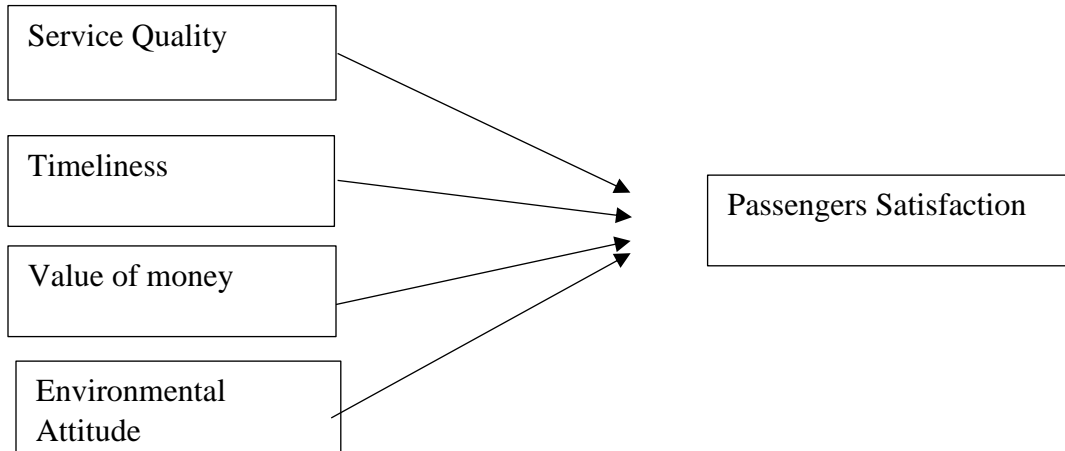 Service Quality
Timeliness
Passengers Satisfaction
Value of money
Environmental
Attitude